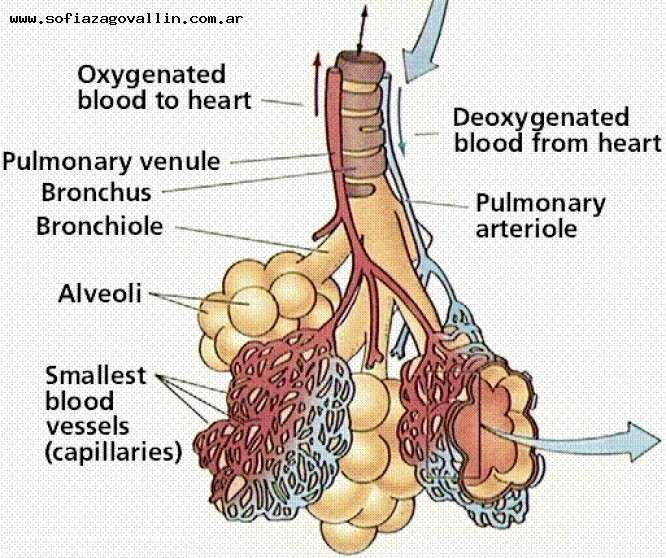 www.sofiazagovallin.com.ar
Oxygenated
blood to heart
Deoxygenated
blood from heart
Pulmonary venule
Bronchus
Bronchiole
Pulmonary
arteriole
Alveoli
Smallest
blood
vessels
(capillaries)